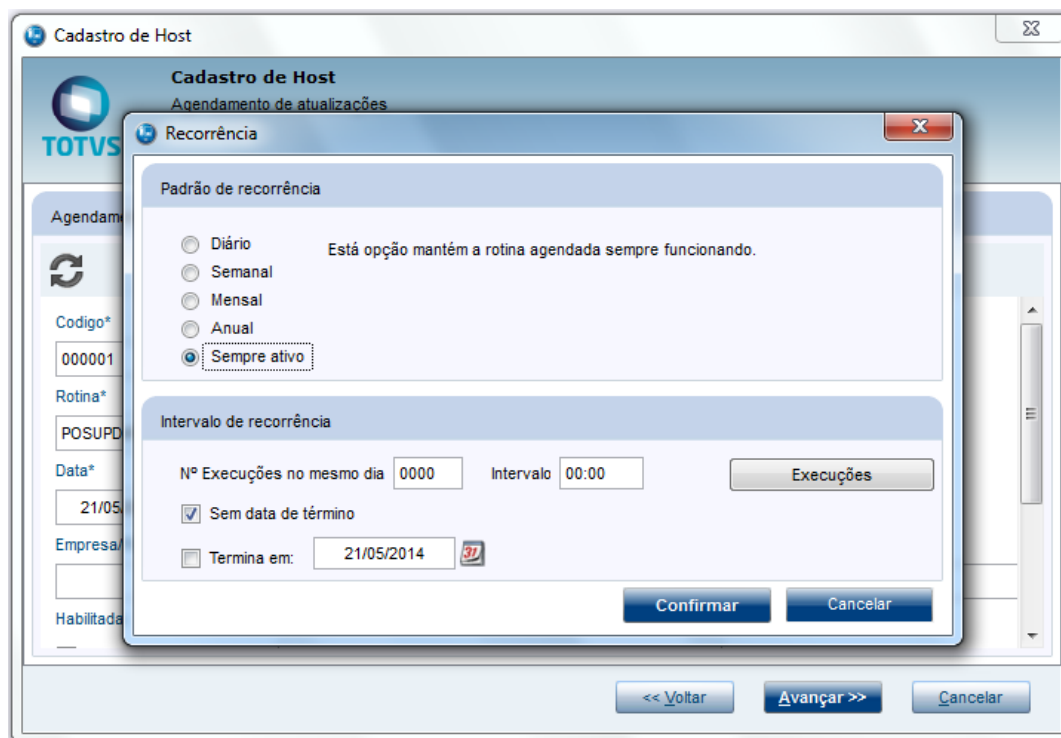 Cadastro de Host
Cadastro de Host
Agendamento de atualizações
TOTVS
Recorrência
Padrão de recorrência
Diário
Está opção mantém a rotina agendada sempre funcionando.
Semanal
Mensal
Anual
Sempre ativo
Intervalo de recorrência
Nº Execuções no mesmo dia 0000 Intervalo 00:00 Execuções
Sem data de término
Termina em: 21/05/2014 31
Confirmar Cancelar
Agendam
Codigo*
000001
Rotina*
POSUPD
Data*
21/05
Empresa/
Habilitada
<< Voltar Avançar >> Cancelar